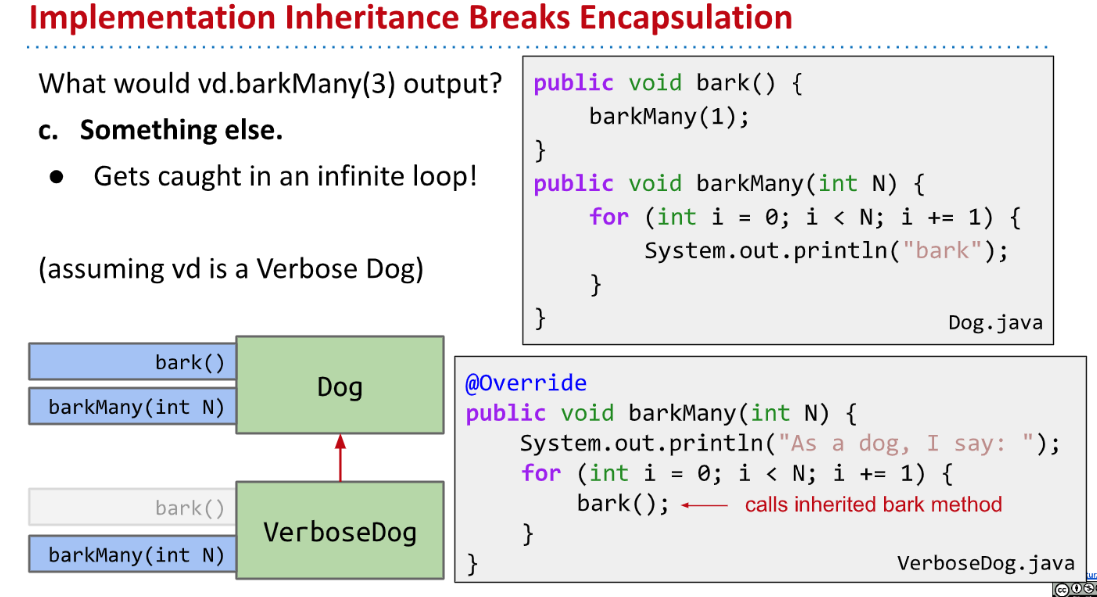 Implementation Inheritance Breaks Encapsulation
What would vd.barkMany(3) output?
c. Something else.
● Gets caught in an infinite loop!
(assuming vd is a Verbose Dog)
public void bark() {
barkMany(1);
}
public void barkMany(int N) {
for (int i = 0; i < N; i += 1) {
System.out.println("bark");
}
}
Dog.java
bark()
barkMany(int N)
Dog
bark()
barkMany(int N)
VerboseDog
@Override
public void barkMany(int N) {
System.out.println("As a dog, I say: ");
for (int i = 0; i < N; i += 1) {
bark(); calls inherited bark method
}
}
VerboseDog.java